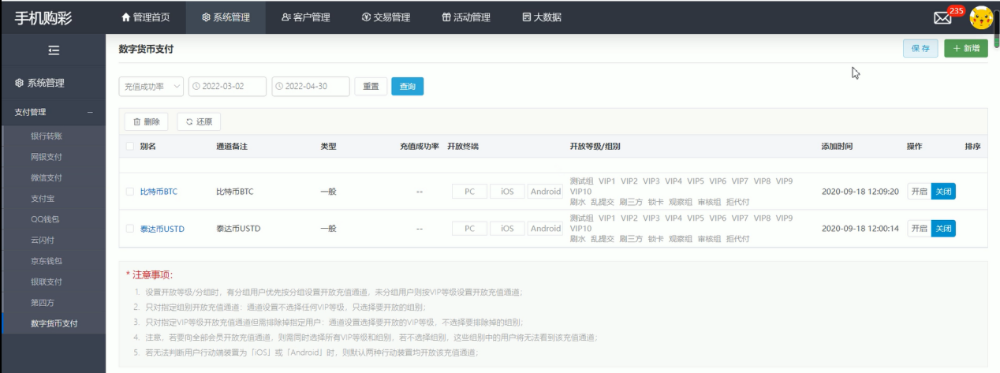 手机购彩
管理首页 系统管理 客户管理 交易管理 活动管理 大数据 235
数字货币支付 保存 + 新增
系统管理
充值成功率 2022-03-02 2022-04-30 重置 查询
支付管理
删除 还原
银行转账
网银支付
微信支付
支付宝
QQ钱包
云闪付
京东钱包
银联支付
第四方
数字货币支付
别名 通道备注 类型 充值成功率 开放终端 开放等级/组别 添加时间 操作 排序
比特币BTC 比特币BTC 一般 -- PC iOS Android 测试组 VIP1 VIP2 VIP3 VIP4 VIP5 VIP6 VIP7 VIP8 VIP9
VIP10
刷水 乱提交 刷三方 锁卡 观察组 审核组 拒代付
2020-09-18 12:09:20 开启 关闭
泰达币USTD 泰达币USTD 一般 -- PC iOS Android 测试组 VIP1 VIP2 VIP3 VIP4 VIP5 VIP6 VIP7 VIP8 VIP9
VIP10
刷水 乱提交 刷三方 锁卡 观察组 审核组 拒代付
2020-09-18 12:00:14 开启 关闭
* 注意事项:
1. 设置开放等级/分组时，有分组用户优先按分组设置开放充值通道，未分组用户则按VIP等级设置开放充值通道;
2. 只对指定组别开放充值通道：通道设置不选择任何VIP等级，只选择要开放的组别;
3. 只对指定VIP等级开放充值通道但需排除掉指定用户：通道设置选择要开放的VIP等级，不选择要排除掉的组别;
4. 注意，若要向全部会员开放充值通道，则需同时选择所有VIP等级和组别，若不选择组别，这些组别中的用户将无法看到该充值通道;
5. 若无法判断用户行动端装置为「iOS」或「Android」时，则默认两种行动装置均开放该充值通道;